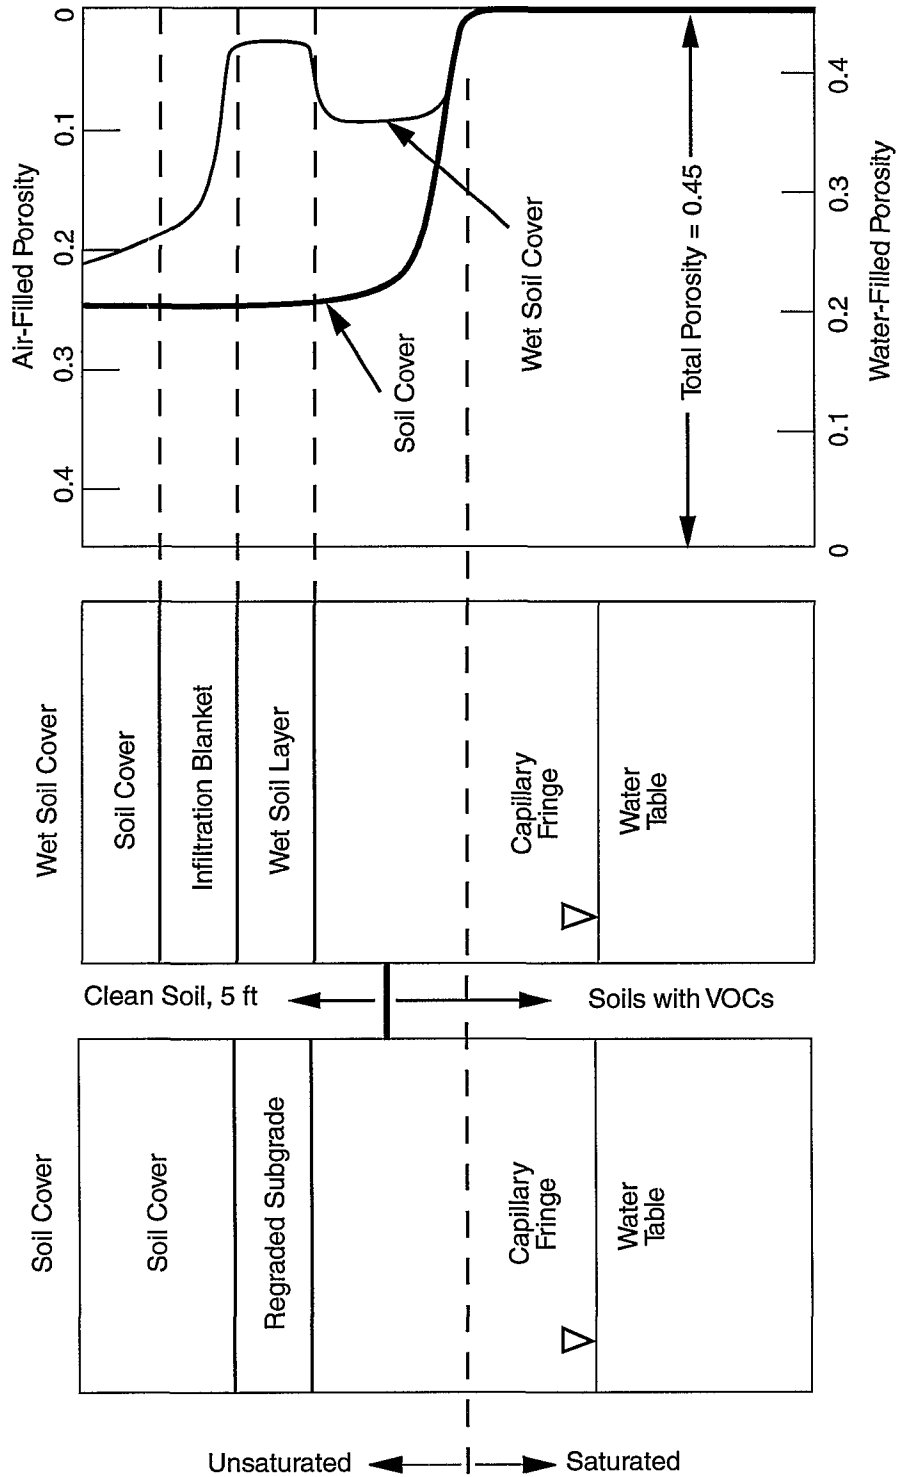 Air-Filled Porosity
0
0.1
0.2
0.3
0.4
Wet Soil Cover
Soil Cover
Total Porosity = 0.45
0.4
0.3
0.2
0.1
0
Water-Filled Porosity
Wet Soil Cover
Soil Cover
Infiltration Blanket
Wet Soil Layer
Capillary
Fringe
Water
Table
Clean Soil, 5 ft
Soils with VOCs
Soil Cover
Soil Cover
Regraded Subgrade
Capillary
Fringe
Water
Table
Unsaturated
Saturated